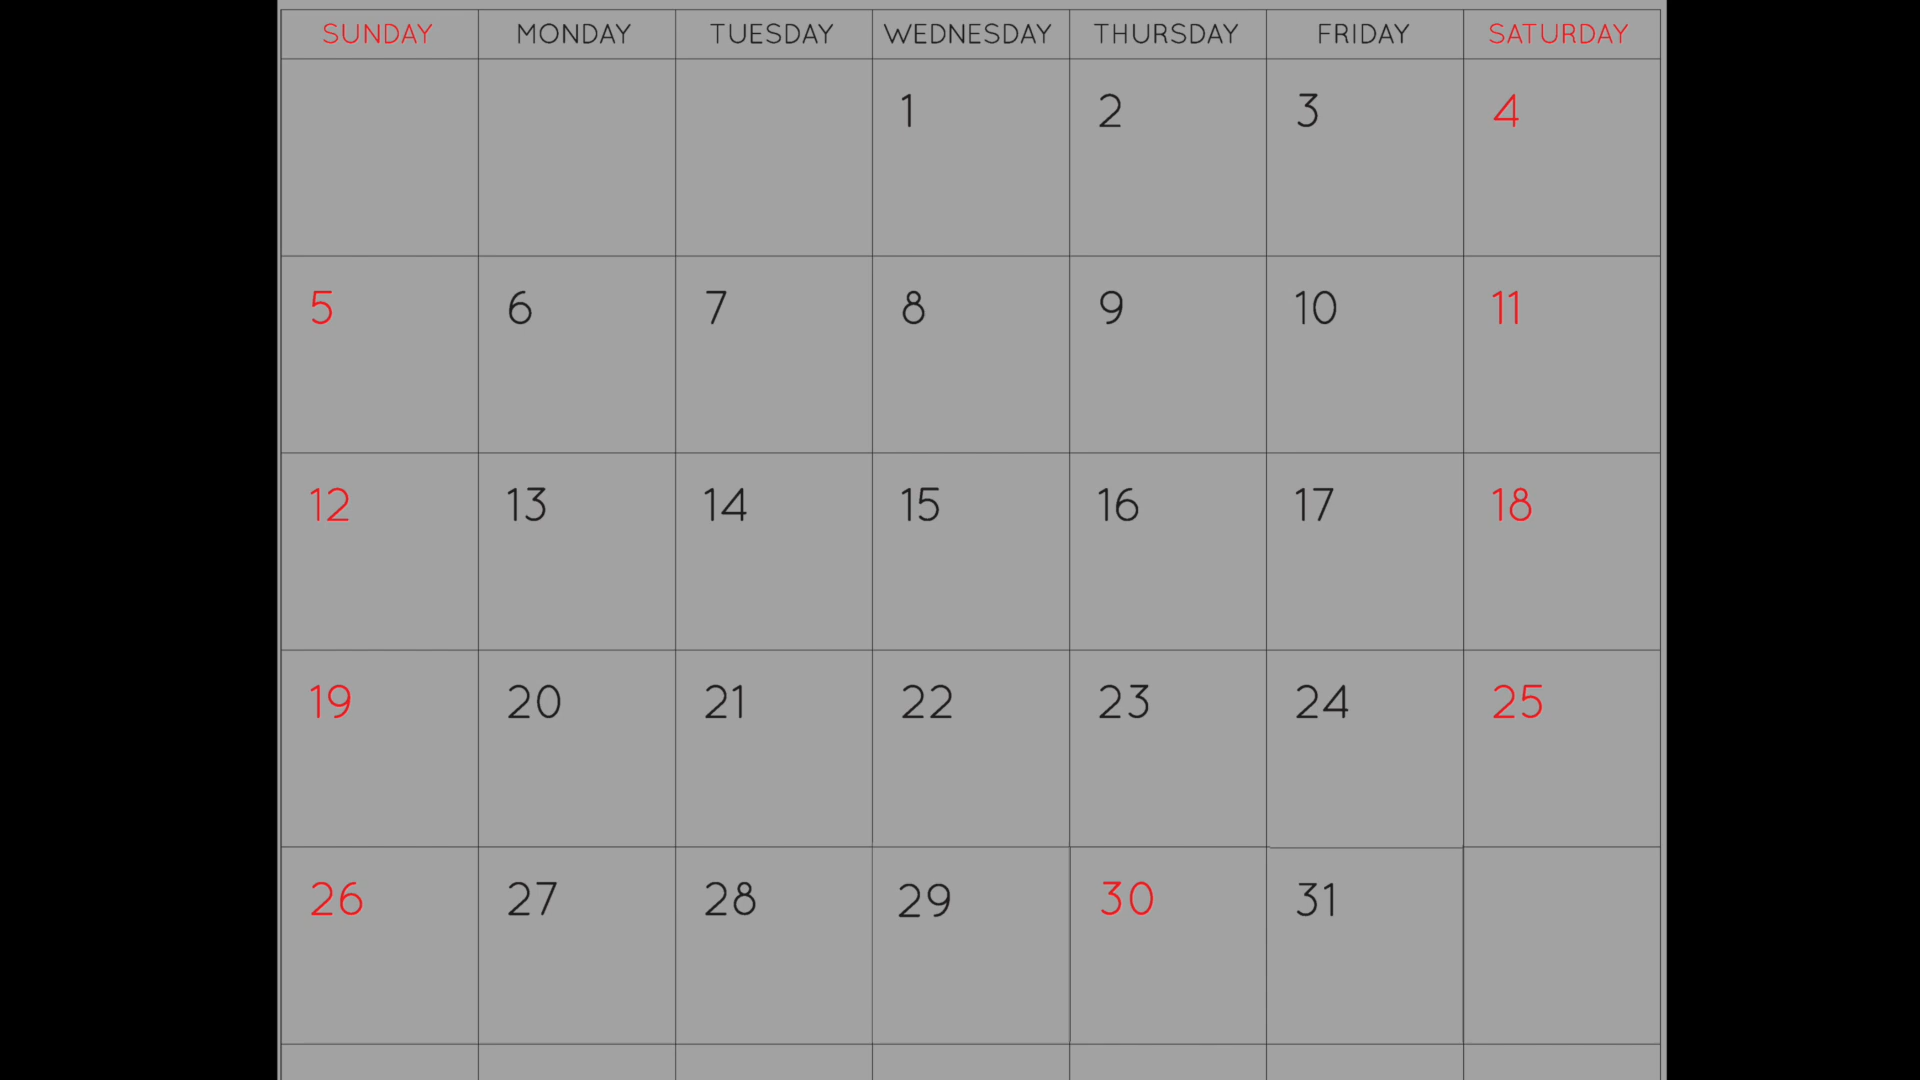 SUNDAY MONDAY TUESDAY WEDNESDAY THURSDAY FRIDAY SATURDAY
1 2 3 4
5 6 7 8 9 10 11
12 13 14 15 16 17 18
19 20 21 22 23 24 25
26 27 28 29 30 31